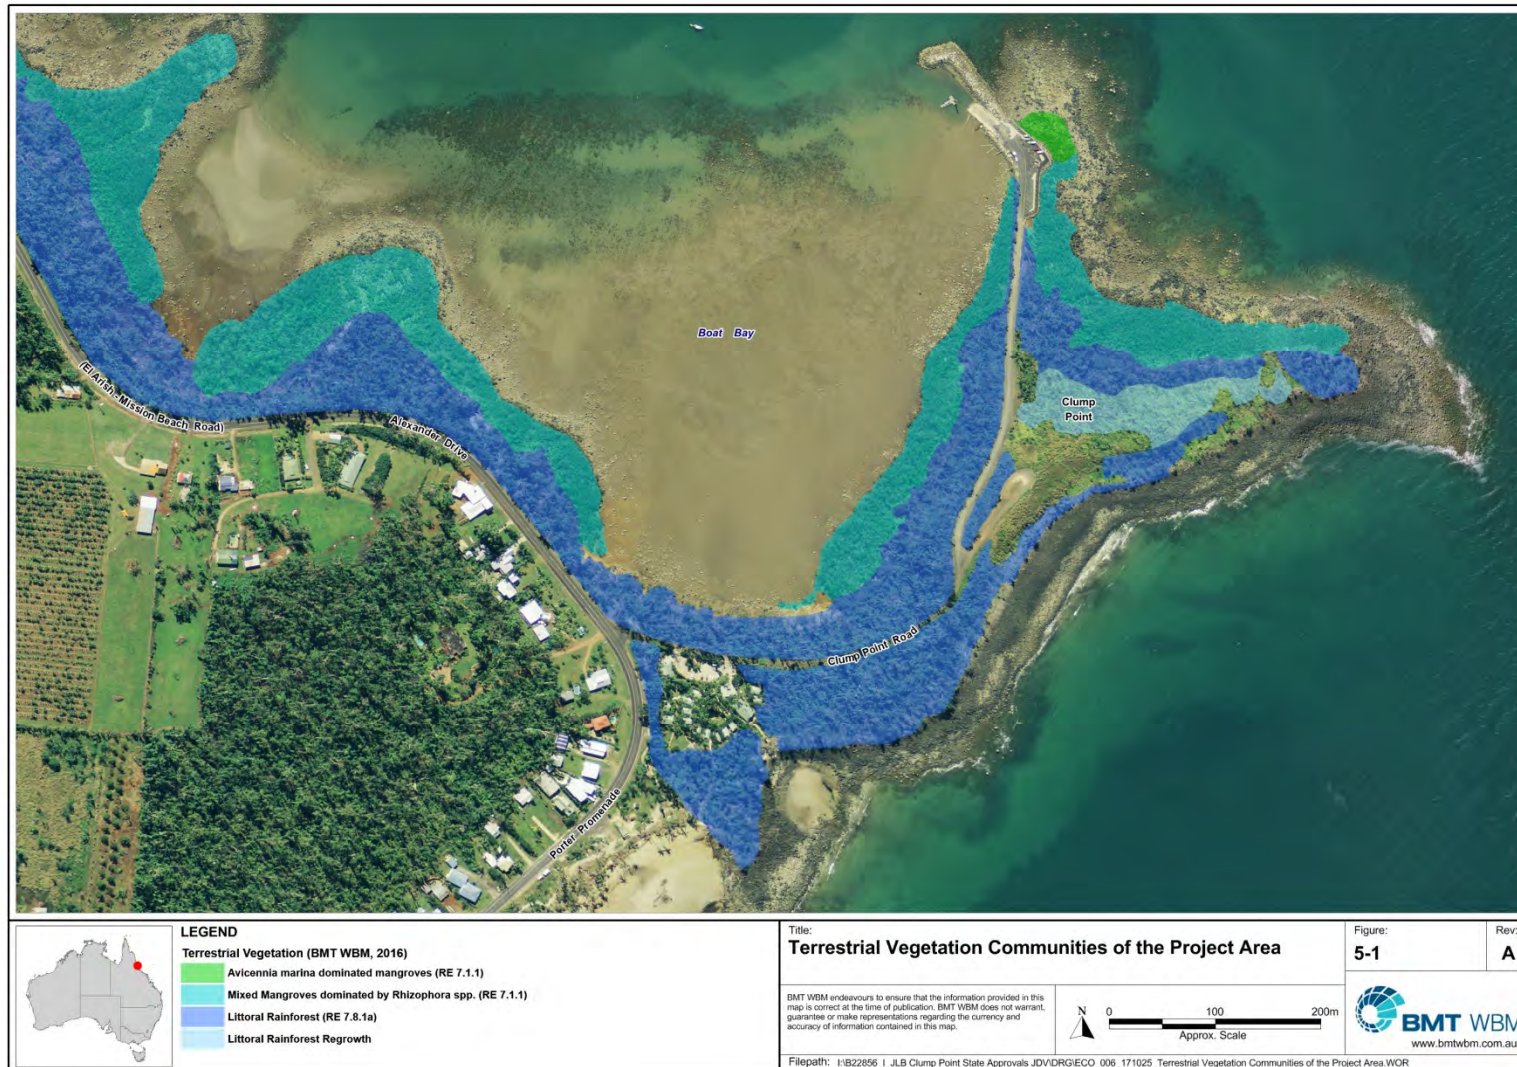 Boat Bay
Clump
Point
(El Arish - Mission Beach Road)
Alexander Drive
Clump Point Road
Porter Promenade
LEGEND
Terrestrial Vegetation (BMT WBM, 2016)
Avicennia marina dominated mangroves (RE 7.1.1)
Mixed Mangroves dominated by Rhizophora spp. (RE 7.1.1)
Littoral Rainforest (RE 7.8.1a)
Littoral Rainforest Regrowth
Title:
Terrestrial Vegetation Communities of the Project Area
Figure:
5-1
Rev:
A
BMT WBM endeavours to ensure that the information provided in this
map is correct at the time of publication. BMT WBM does not warrant,
guarantee or make representations regarding the currency and
accuracy of information contained in this map.
N
0 100 200m
Approx. Scale
BMT WBM
www.bmtwbm.com.au
Filepath: I:\B22856_I_JLB Clump Point State Approvals JDV\DRG\ECO_006_171025_Terrestrial Vegetation Communities of the Project Area.WOR